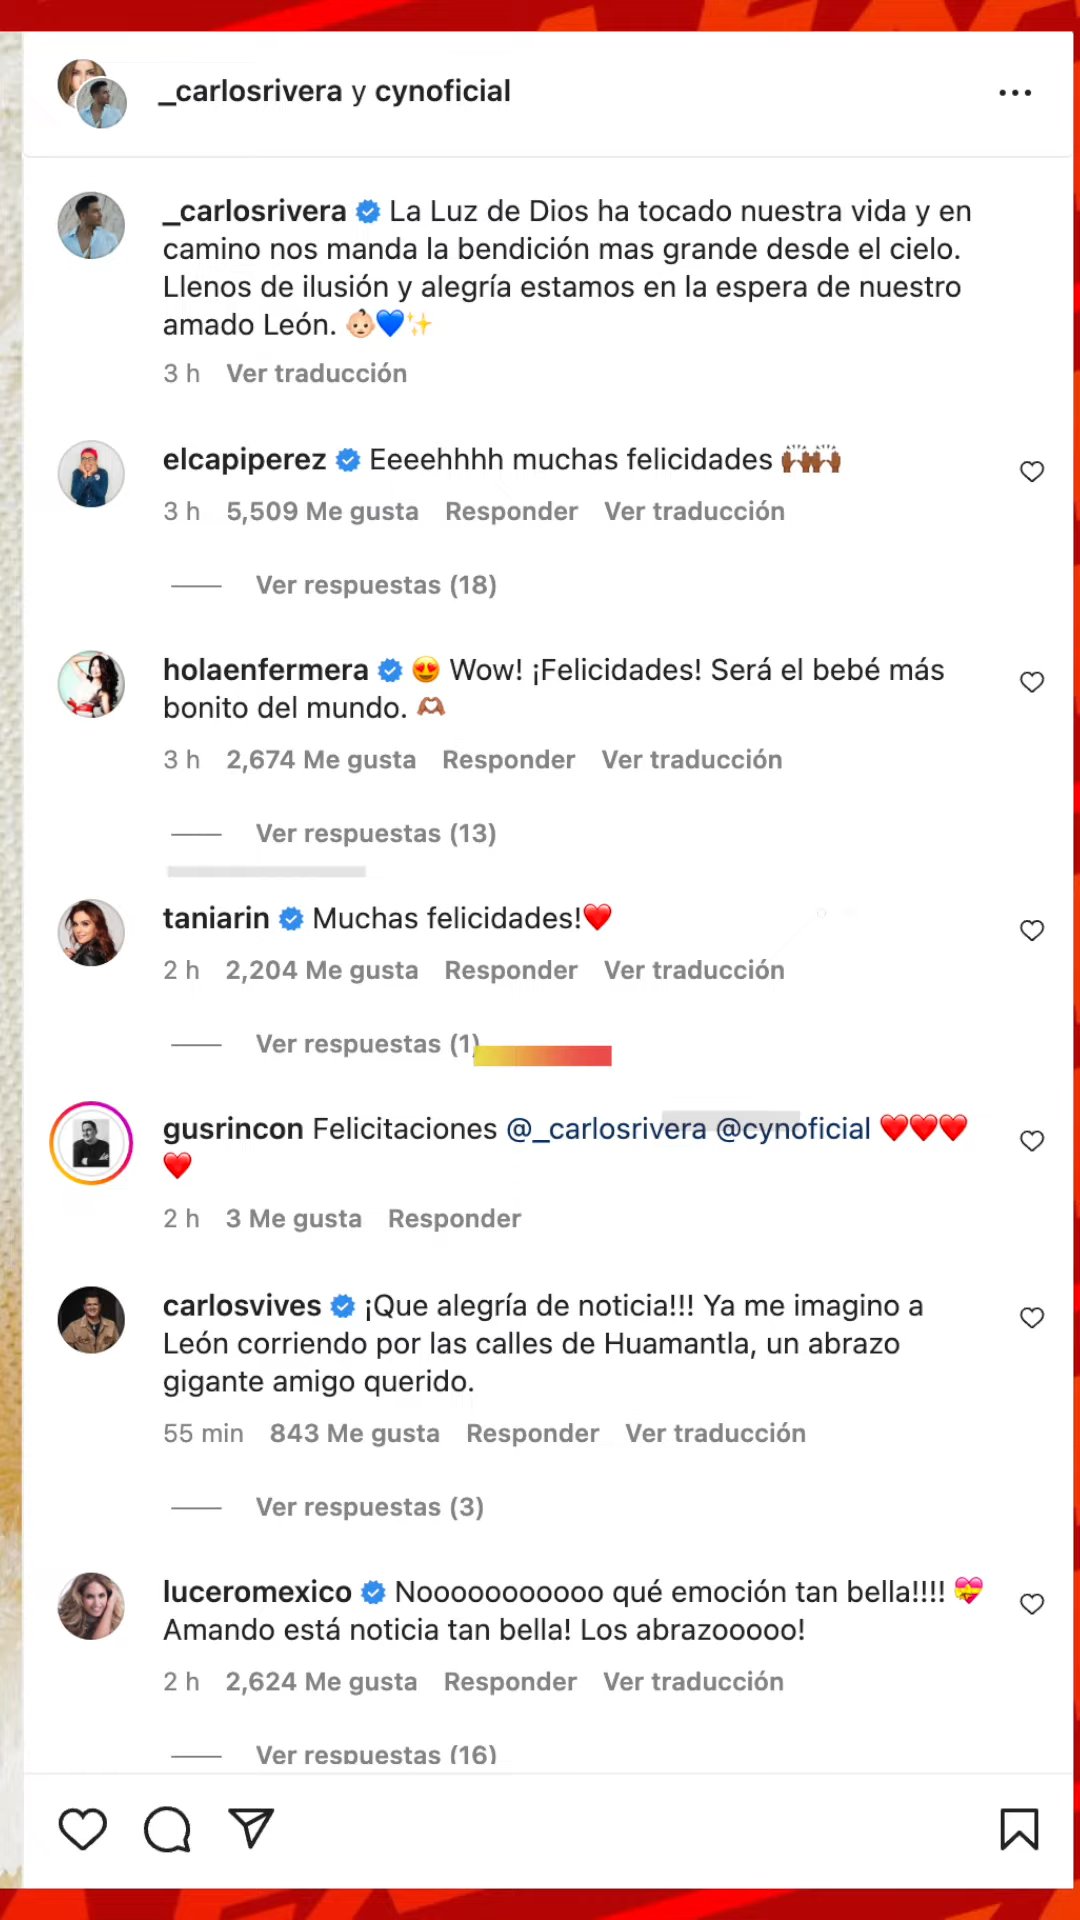 _carlosrivera y cynoficial
_carlosrivera La Luz de Dios ha tocado nuestra vida y en
camino nos manda la bendición mas grande desde el cielo.
Llenos de ilusión y alegría estamos en la espera de nuestro
amado León. 👶🏻💙✨
3 h Ver traducción
elcapiperez Eeeehhhh muchas felicidades 🙌🏾🙌🏾
3 h 5,509 Me gusta Responder Ver traducción
Ver respuestas (18)
holaenfermera 😍 Wow! ¡Felicidades! Será el bebé más
bonito del mundo. 🫶🏽
3 h 2,674 Me gusta Responder Ver traducción
Ver respuestas (13)
taniarin Muchas felicidades!❤️
2 h 2,204 Me gusta Responder Ver traducción
Ver respuestas (1)
gusrincon Felicitaciones @_carlosrivera @cynoficial ❤️❤️❤️
❤️
2 h 3 Me gusta Responder
carlosvives ¡Que alegría de noticia!!! Ya me imagino a
León corriendo por las calles de Huamantla, un abrazo
gigante amigo querido.
55 min 843 Me gusta Responder Ver traducción
Ver respuestas (3)
luceromexico Nooooooooooo qué emoción tan bella!!!! 💝
Amando está noticia tan bella! Los abrazooooo!
2 h 2,624 Me gusta Responder Ver traducción
Ver respuestas (16)